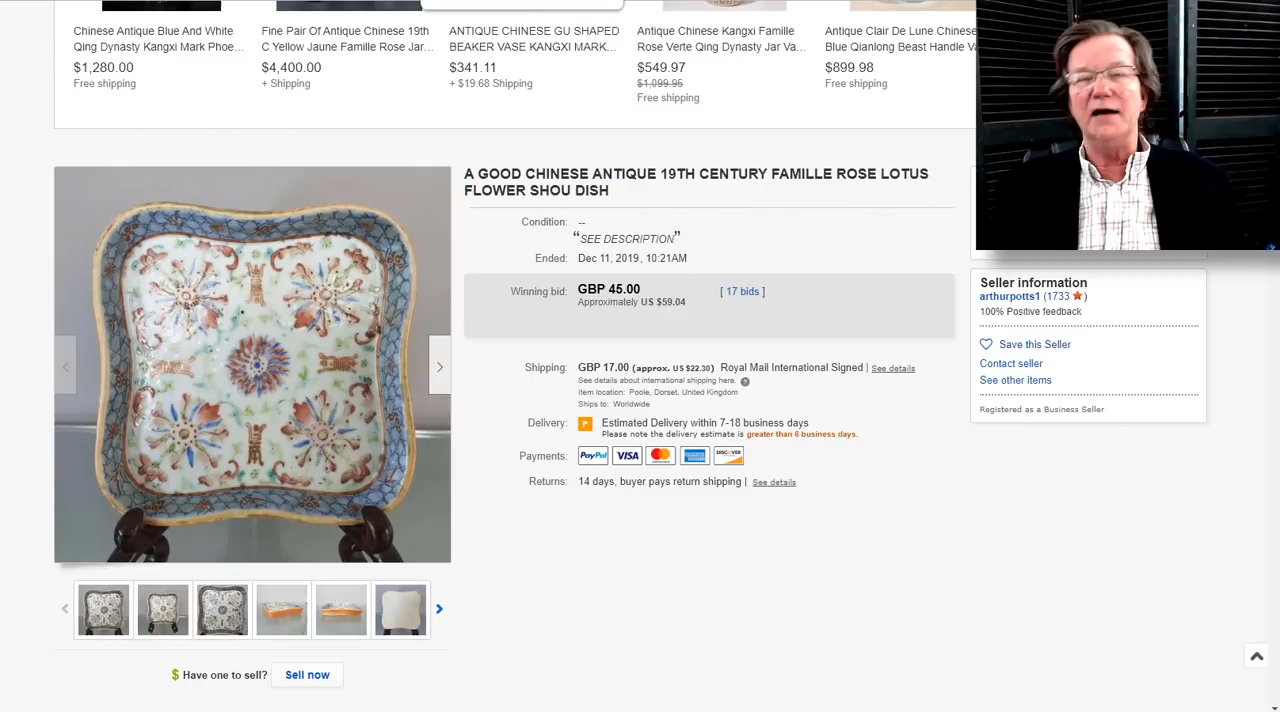 Chinese Antique Blue And White
Qing Dynasty Kangxi Mark Phoe...
$1,280.00
Free shipping
Fine Pair Of Antique Chinese 19th
C Yellow Jaune Famille Rose Jar...
$4,400.00
+ Shipping
ANTIQUE CHINESE GU SHAPED
BEAKER VASE KANGXI MARK...
$341.11
+ $19.68 Shipping
Antique Chinese Kangxi Famille
Rose Verte Qing Dynasty Jar Va...
$549.97
$1,099.95
Free shipping
Antique Clair De Lune Chinese
Blue Qianlong Beast Handle Va
$899.98
Free shipping
A GOOD CHINESE ANTIQUE 19TH CENTURY FAMILLE ROSE LOTUS
FLOWER SHOU DISH
Condition: --
“SEE DESCRIPTION”
Ended: Dec 11, 2019 , 10:21AM
Winning bid: GBP 45.00 [ 17 bids ]
Approximately US $59.04
Shipping: GBP 17.00 (approx. US $22.30) Royal Mail International Signed | See details
See details about international shipping here. ?
Item location: Poole, Dorset, United Kingdom
Ships to: Worldwide
Delivery: Estimated Delivery within 7-18 business days
Please note the delivery estimate is greater than 6 business days.
Payments: PayPal VISA MasterCard DISCOVER
Returns: 14 days, buyer pays return shipping | See details
Seller information
arthurpotts1 (1733 ★)
100% Positive feedback
Save this Seller
Contact seller
See other items
Registered as a Business Seller
$ Have one to sell? Sell now